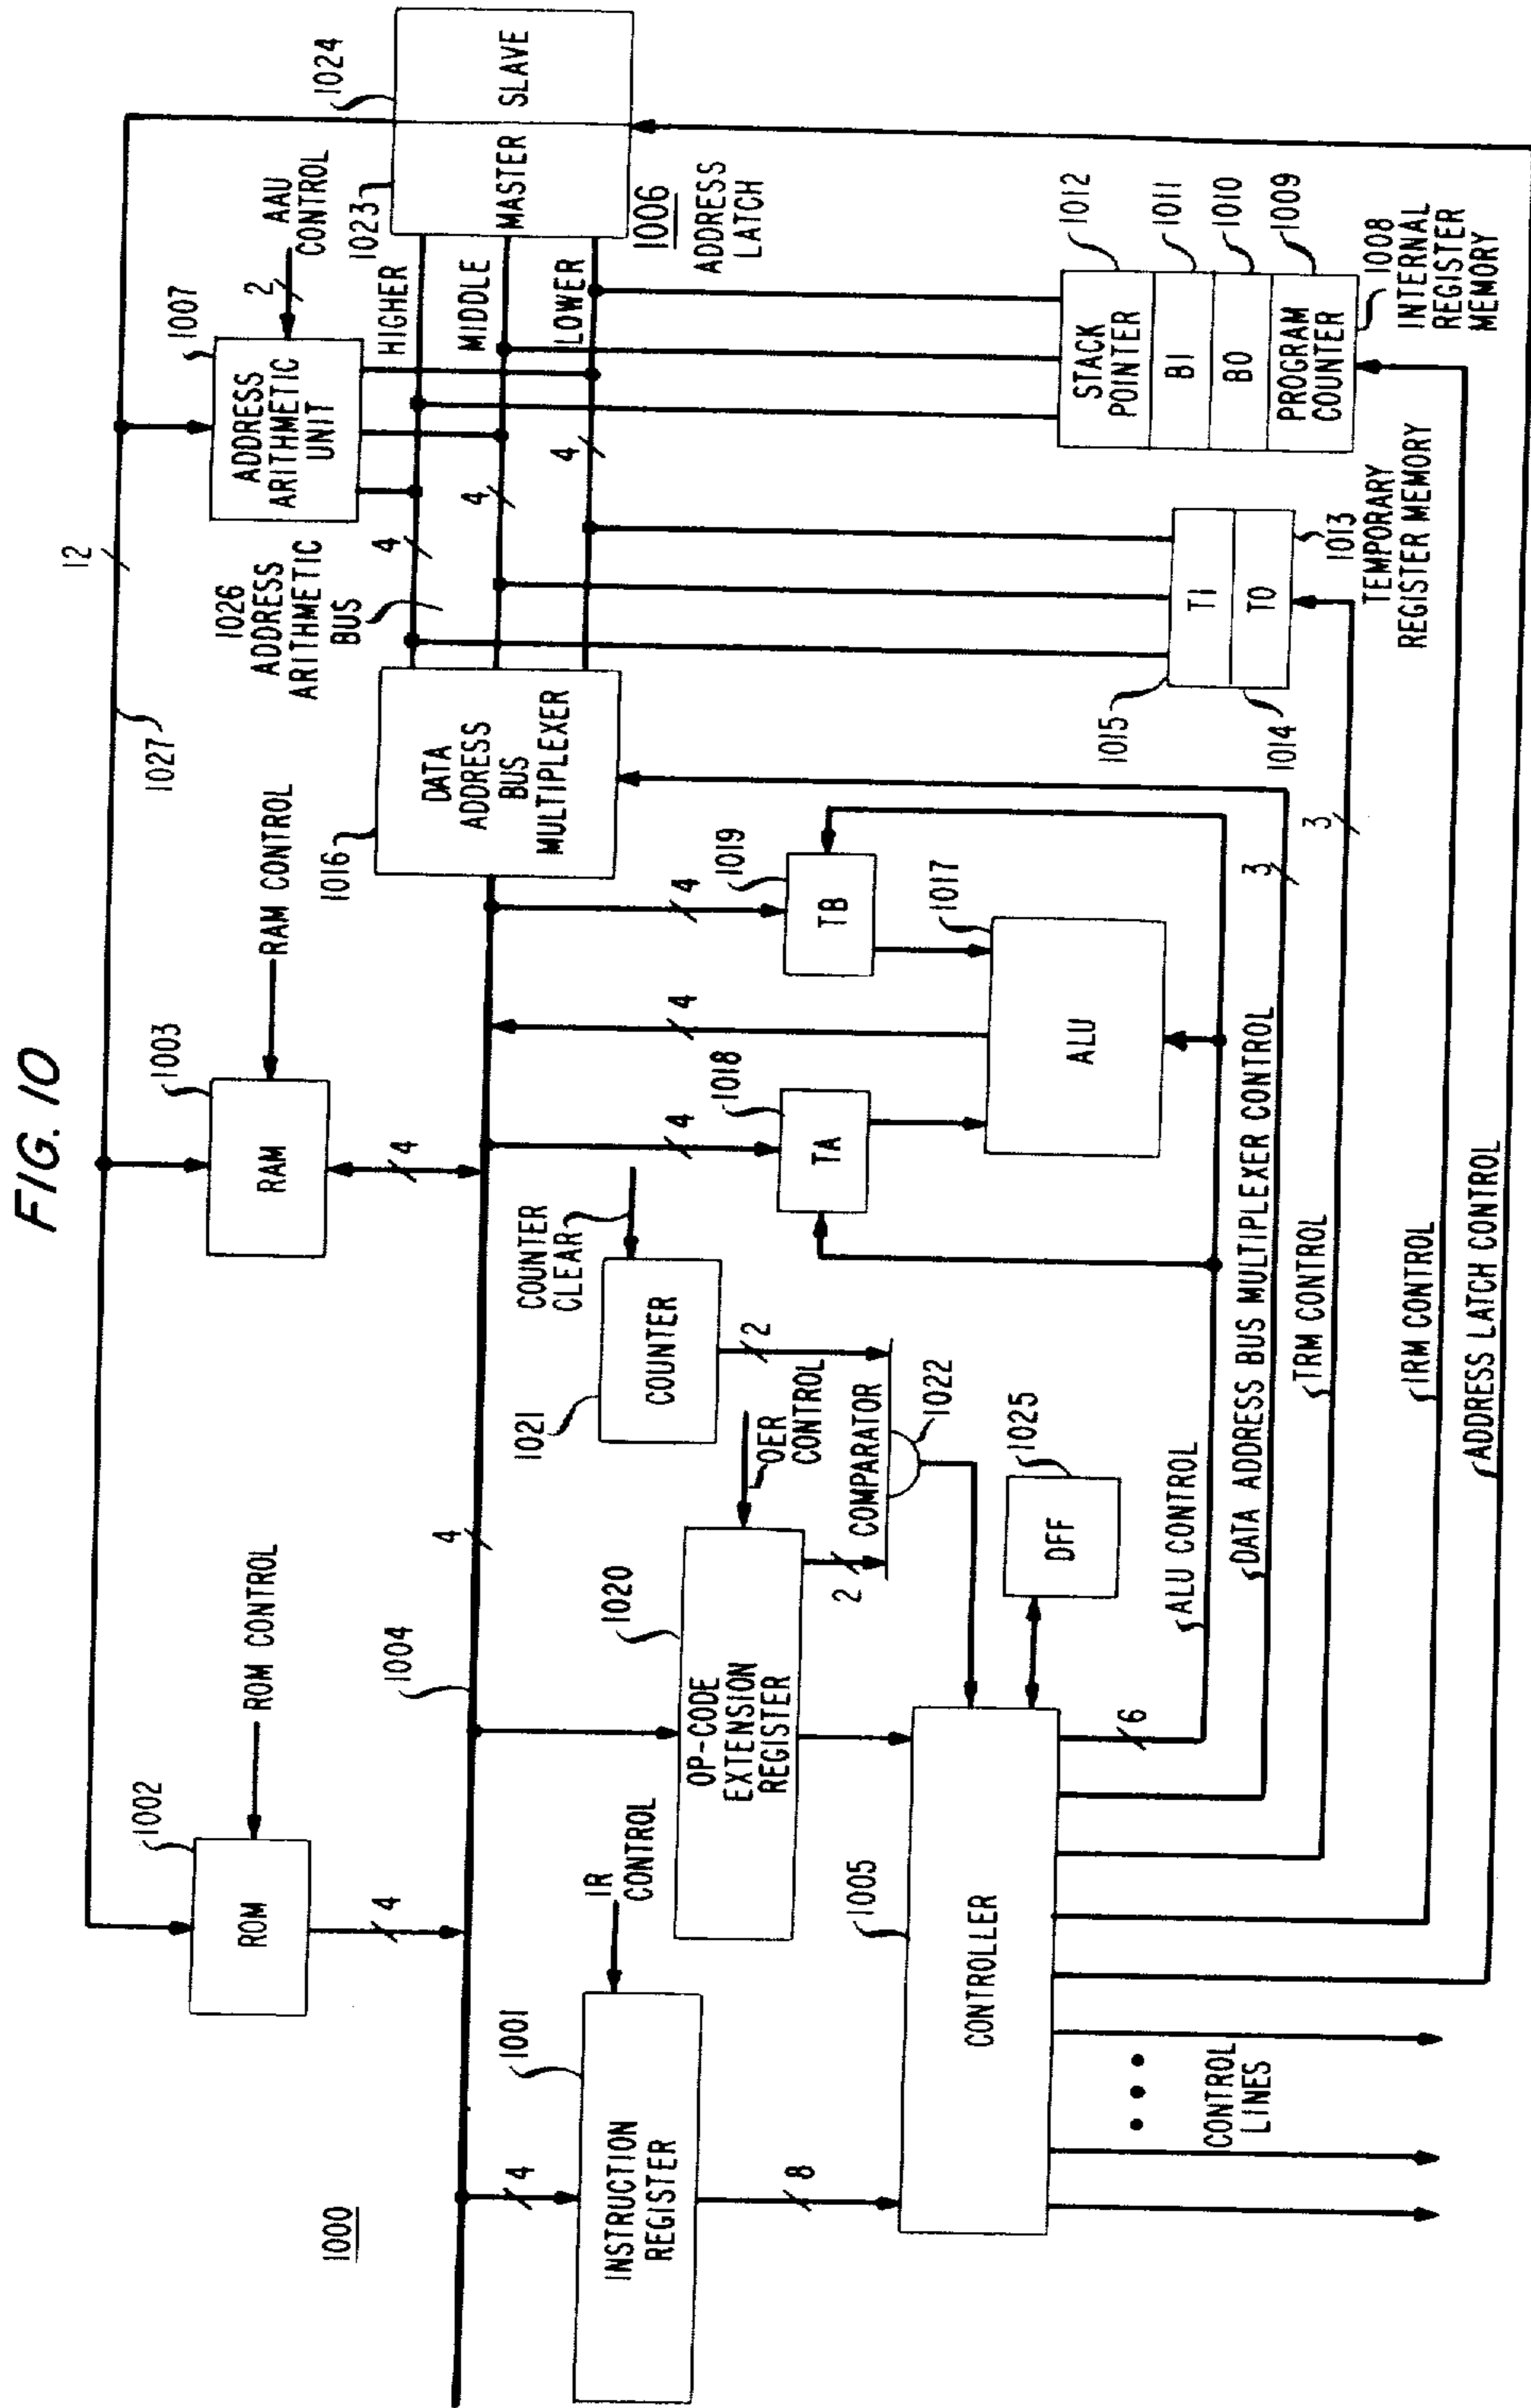 FIG. 10
1000
1002
ROM
ROM CONTROL
4
1003
RAM
RAM CONTROL
4
1027
12
1007
ADDRESS
ARITHMETIC
UNIT
2
AAU
CONTROL
1026
ADDRESS
ARITHMETIC
BUS
4
4
4
HIGHER
MIDDLE
LOWER
1023
1024
MASTER
SLAVE
1006
ADDRESS
LATCH
1004
4
1016
DATA
ADDRESS
BUS
MULTIPLEXER
1001
INSTRUCTION
REGISTER
4
8
IR
CONTROL
1020
OP-CODE
EXTENSION
REGISTER
OER
CONTROL
2
COMPARATOR
1022
1021
COUNTER
COUNTER
CLEAR
2
4
1018
TA
4
4
1019
TB
1017
ALU
1005
CONTROLLER
1025
DFF
6
ALU CONTROL
DATA ADDRESS BUS MULTIPLEXER CONTROL
3
TRM CONTROL
3
IRM CONTROL
ADDRESS LATCH CONTROL
CONTROL
LINES
1015
T1
T0
1014
1013
TEMPORARY
REGISTER MEMORY
STACK
POINTER
B1
B0
PROGRAM
COUNTER
1012
1011
1010
1009
1008
INTERNAL
REGISTER
MEMORY